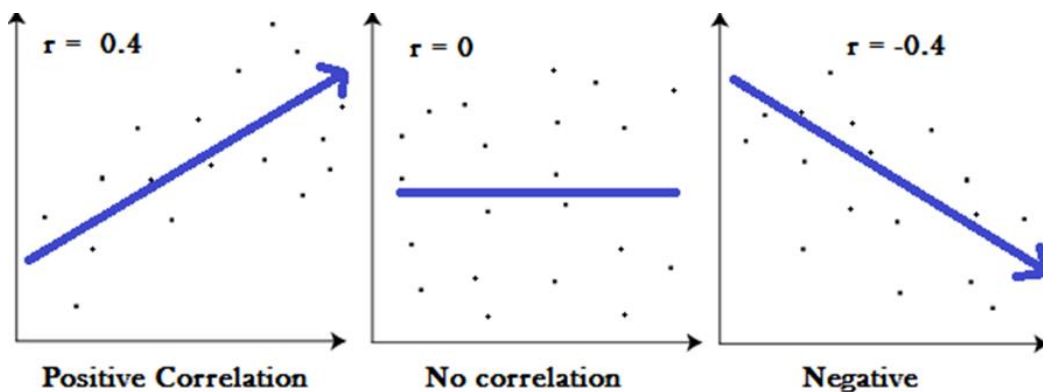 r = 0.4
r = 0
r = -0.4
Positive Correlation
No correlation
Negative